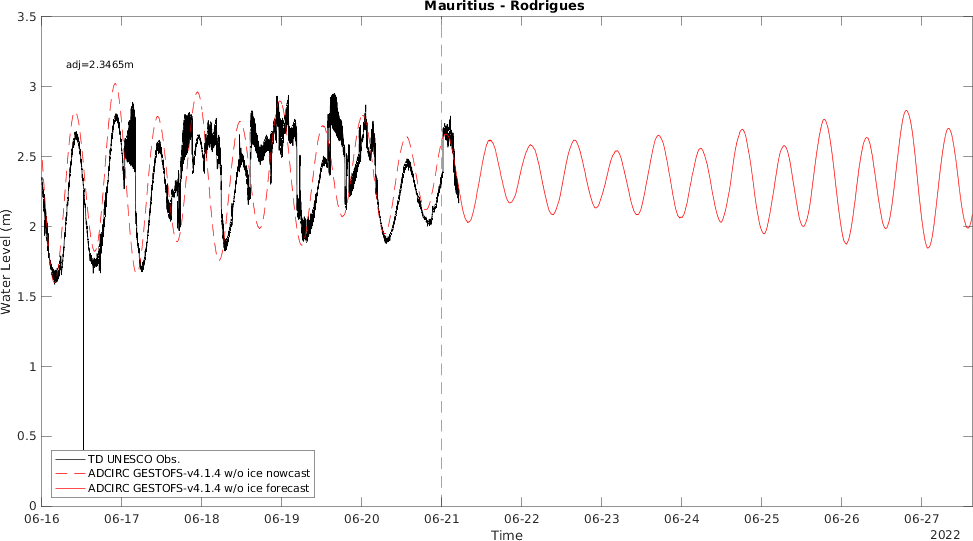 Mauritius - Rodrigues
3.5
adj=2.3465m
3
2.5
2
1.5
1
0.5
0
Water Level (m)
TD UNESCO Obs.
ADCIRC GESTOFS-v4.1.4 w/o ice nowcast
ADCIRC GESTOFS-v4.1.4 w/o ice forecast
06-16 06-17 06-18 06-19 06-20 06-21 06-22 06-23 06-24 06-25 06-26 06-27
Time
2022